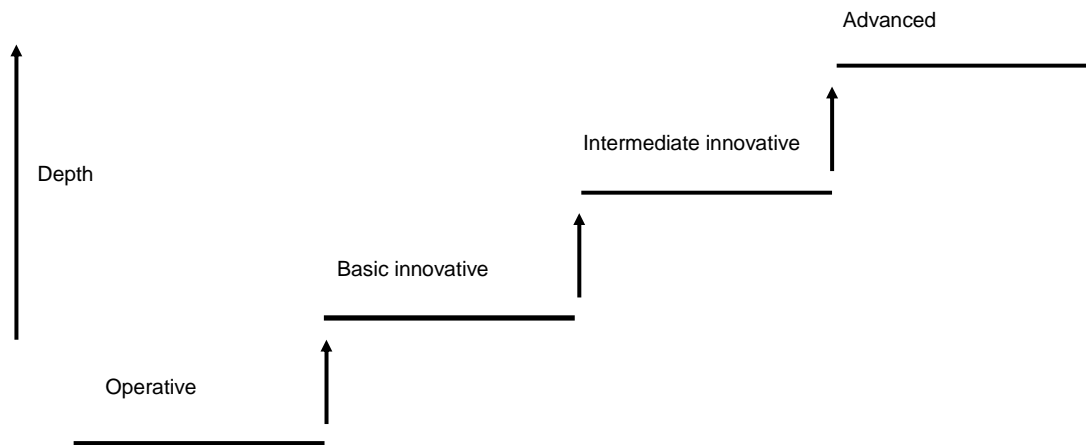 Advanced
Intermediate innovative
Depth
Basic innovative
Operative